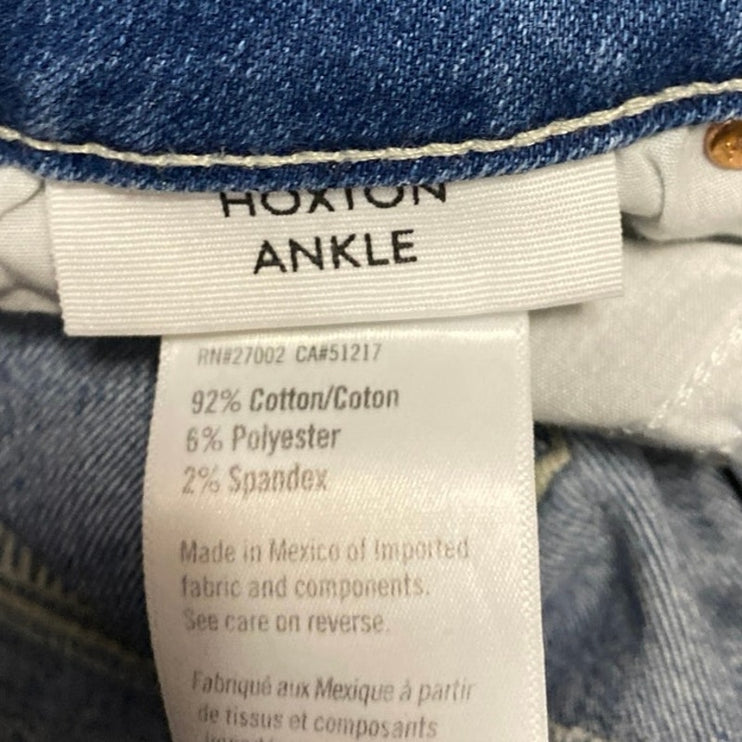 HOXTON
ANKLE
RN#27002 CA#51217
92% Cotton/Coton
6% Polyester
2% Spandex
Made in Mexico of Imported
fabric and components.
See care on reverse.
Fabriqué aux Mexique à partir
de tissus et composants